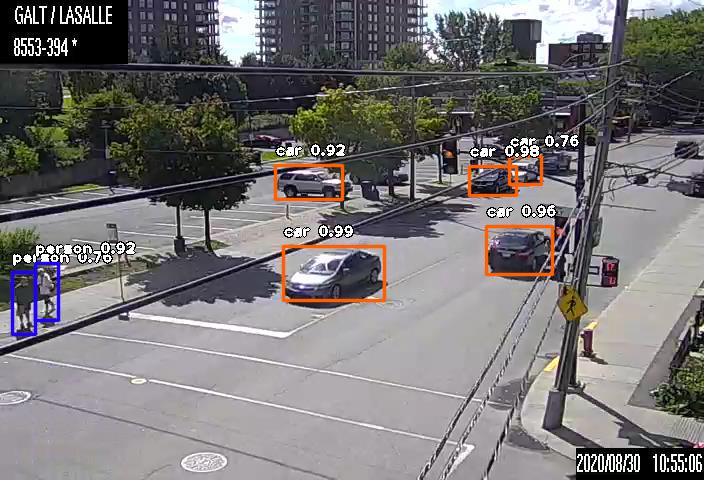 GALT / LASALLE
8553-394 *
car 0.76
car 0.92
car 0.98
car 0.96
car 0.99
person 0.92
person 0.76
2020/08/30 10:55:06